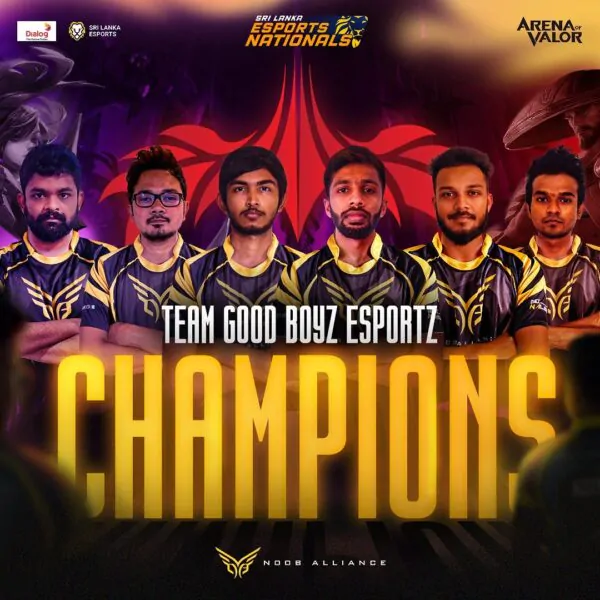 Dialog
SRI LANKA
ESPORTS
SRI LANKA
ESPORTS
NATIONALS
ARENA OF
VALOR
TEAM GOOD BOYZ ESPORTZ
CHAMPIONS
NOOB ALLIANCE